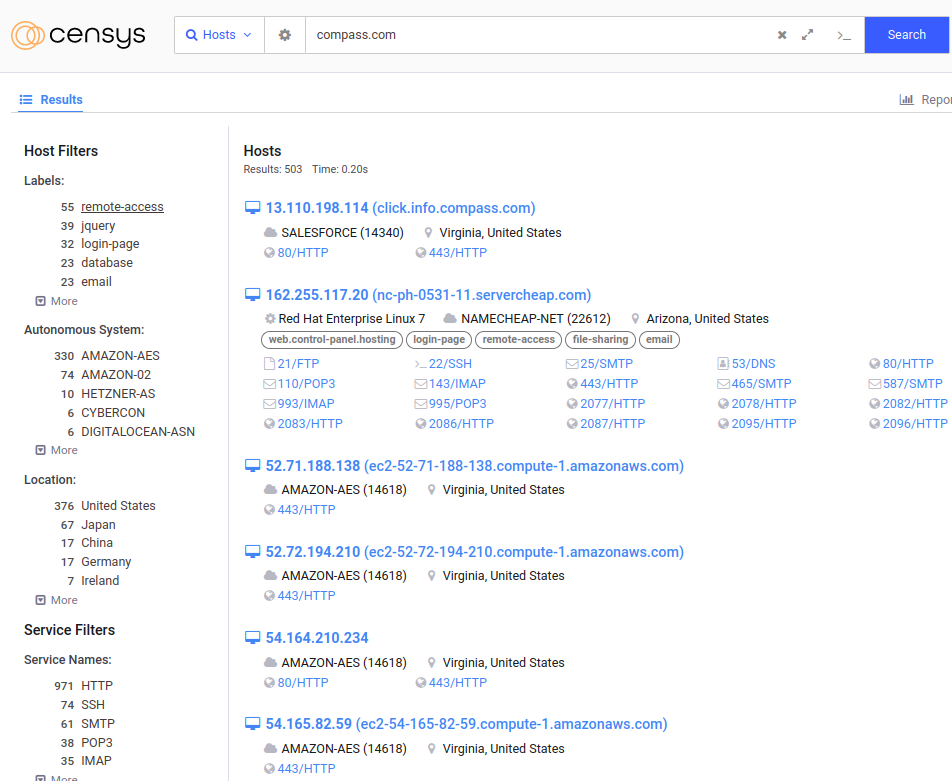 censys
Hosts
compass.com
>_
Search
Results
Repor
Host Filters
Labels:
55 remote-access
39 jquery
32 login-page
23 database
23 email
More
Autonomous System:
330 AMAZON-AES
74 AMAZON-02
10 HETZNER-AS
6 CYBERCON
6 DIGITALOCEAN-ASN
More
Location:
376 United States
67 Japan
17 China
17 Germany
7 Ireland
More
Service Filters
Service Names:
971 HTTP
74 SSH
61 SMTP
38 POP3
35 IMAP
More
Hosts
Results: 503 Time: 0.20s
13.110.198.114 (click.info.compass.com)
SALESFORCE (14340) Virginia, United States
80/HTTP 443/HTTP
162.255.117.20 (nc-ph-0531-11.servercheap.com)
Red Hat Enterprise Linux 7 NAMECHEAP-NET (22612) Arizona, United States
web.control-panel.hosting login-page remote-access file-sharing email
21/FTP >_ 22/SSH 25/SMTP 53/DNS 80/HTTP
110/POP3 143/IMAP 443/HTTP 465/SMTP 587/SMTP
993/IMAP 995/POP3 2077/HTTP 2078/HTTP 2082/HTTP
2083/HTTP 2086/HTTP 2087/HTTP 2095/HTTP 2096/HTTP
52.71.188.138 (ec2-52-71-188-138.compute-1.amazonaws.com)
AMAZON-AES (14618) Virginia, United States
443/HTTP
52.72.194.210 (ec2-52-72-194-210.compute-1.amazonaws.com)
AMAZON-AES (14618) Virginia, United States
443/HTTP
54.164.210.234
AMAZON-AES (14618) Virginia, United States
80/HTTP 443/HTTP
54.165.82.59 (ec2-54-165-82-59.compute-1.amazonaws.com)
AMAZON-AES (14618) Virginia, United States
443/HTTP